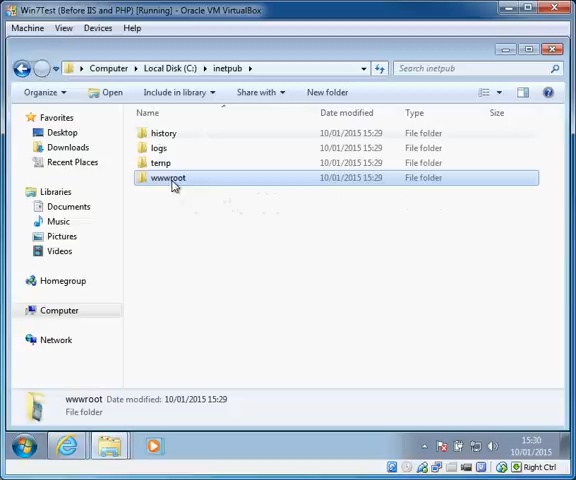 Win7Test (Before IIS and PHP) [Running] - Oracle VM VirtualBox
Machine View Devices Help
Computer Local Disk (C:) inetpub Search inetpub
Organize Open Include in library Share with New folder
Name Date modified Type Size
Favorites
Desktop
Downloads
Recent Places
Libraries
Documents
Music
Pictures
Videos
Homegroup
Computer
Network
history 10/01/2015 15:29 File folder
logs 10/01/2015 15:29 File folder
temp 10/01/2015 15:29 File folder
wwwroot 10/01/2015 15:29 File folder
wwwroot Date modified: 10/01/2015 15:29
File folder
15:30
10/01/2015
Right Ctrl